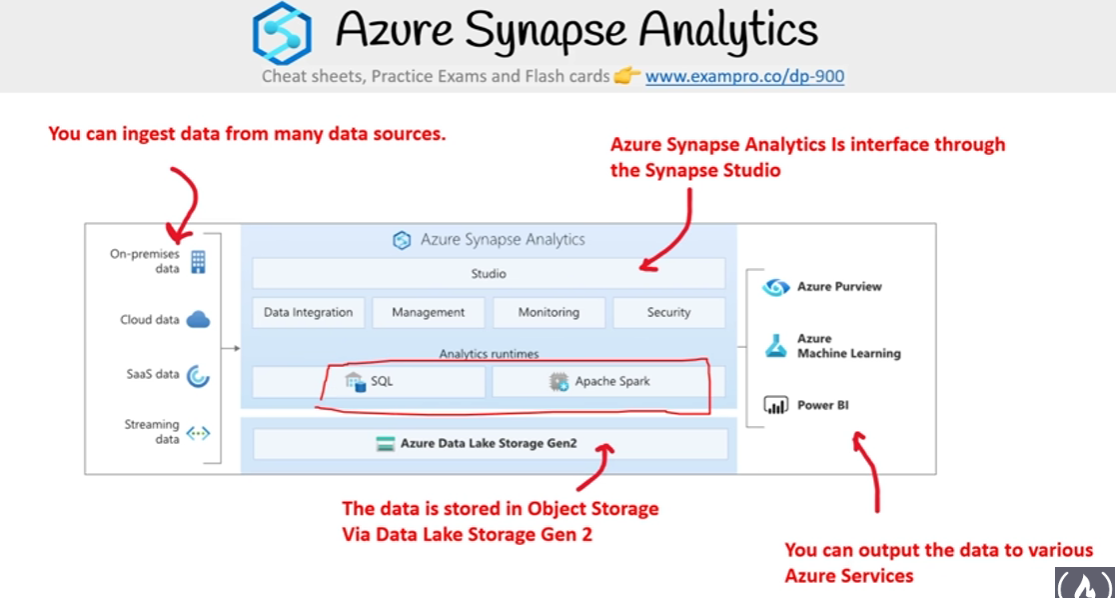 Azure Synapse Analytics
Cheat sheets, Practice Exams and Flash cards 👉 www.exampro.co/dp-900
You can ingest data from many data sources.
Azure Synapse Analytics Is interface through
the Synapse Studio
On-premises
data
Cloud data
SaaS data
Streaming
data
Azure Synapse Analytics
Studio
Data Integration
Management
Monitoring
Security
Analytics runtimes
SQL
Apache Spark
Azure Data Lake Storage Gen2
Azure Purview
Azure
Machine Learning
Power BI
The data is stored in Object Storage
Via Data Lake Storage Gen 2
You can output the data to various
Azure Services